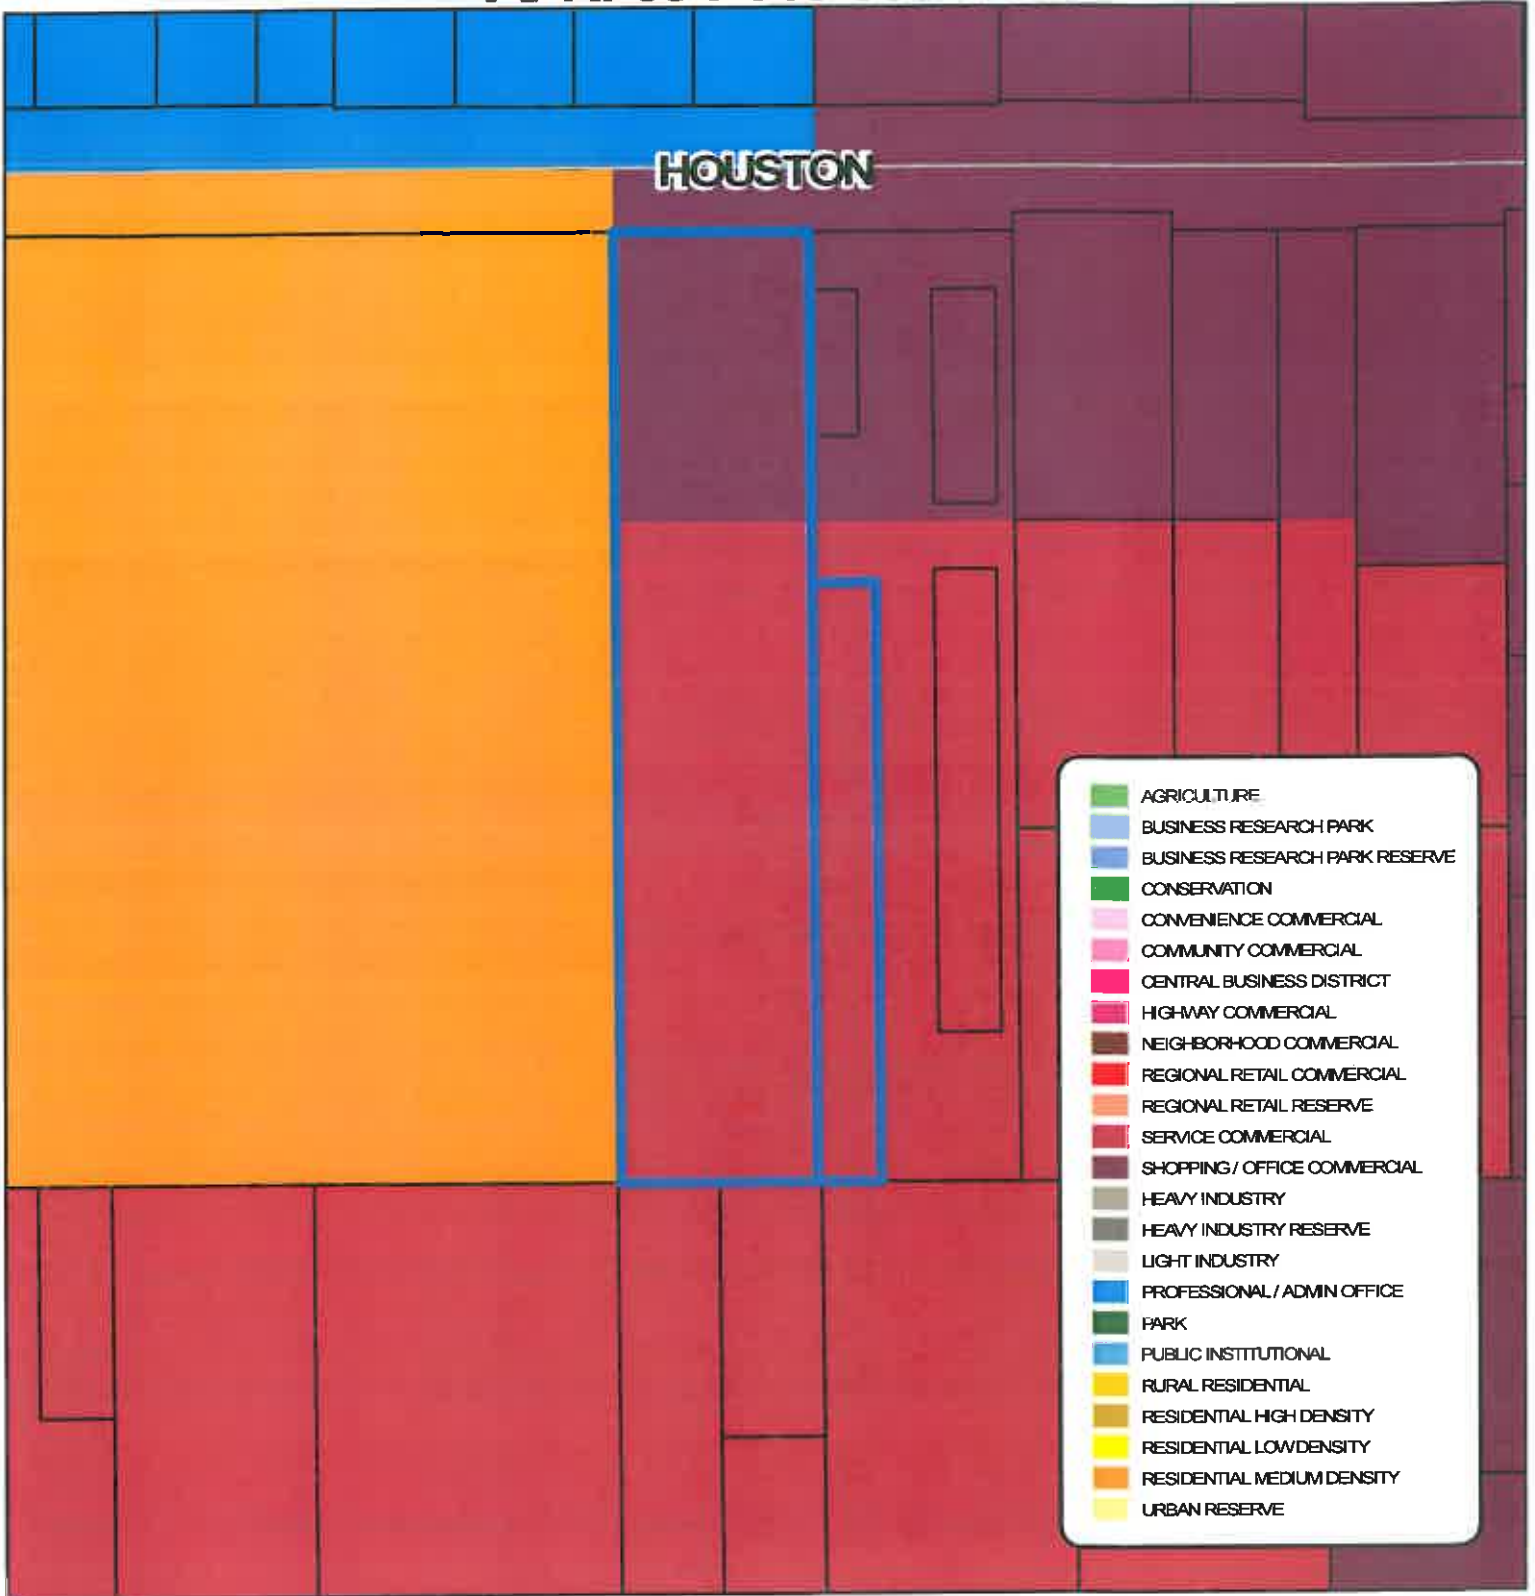 HOUSTON
AGRICULTURE
BUSINESS RESEARCH PARK
BUSINESS RESEARCH PARK RESERVE
CONSERVATION
CONVENIENCE COMMERCIAL
COMMUNITY COMMERCIAL
CENTRAL BUSINESS DISTRICT
HIGHWAY COMMERCIAL
NEIGHBORHOOD COMMERCIAL
REGIONAL RETAIL COMMERCIAL
REGIONAL RETAIL RESERVE
SERVICE COMMERCIAL
SHOPPING / OFFICE COMMERCIAL
HEAVY INDUSTRY
HEAVY INDUSTRY RESERVE
LIGHT INDUSTRY
PROFESSIONAL / ADMIN OFFICE
PARK
PUBLIC INSTITUTIONAL
RURAL RESIDENTIAL
RESIDENTIAL HIGH DENSITY
RESIDENTIAL LOW DENSITY
RESIDENTIAL MEDIUM DENSITY
URBAN RESERVE